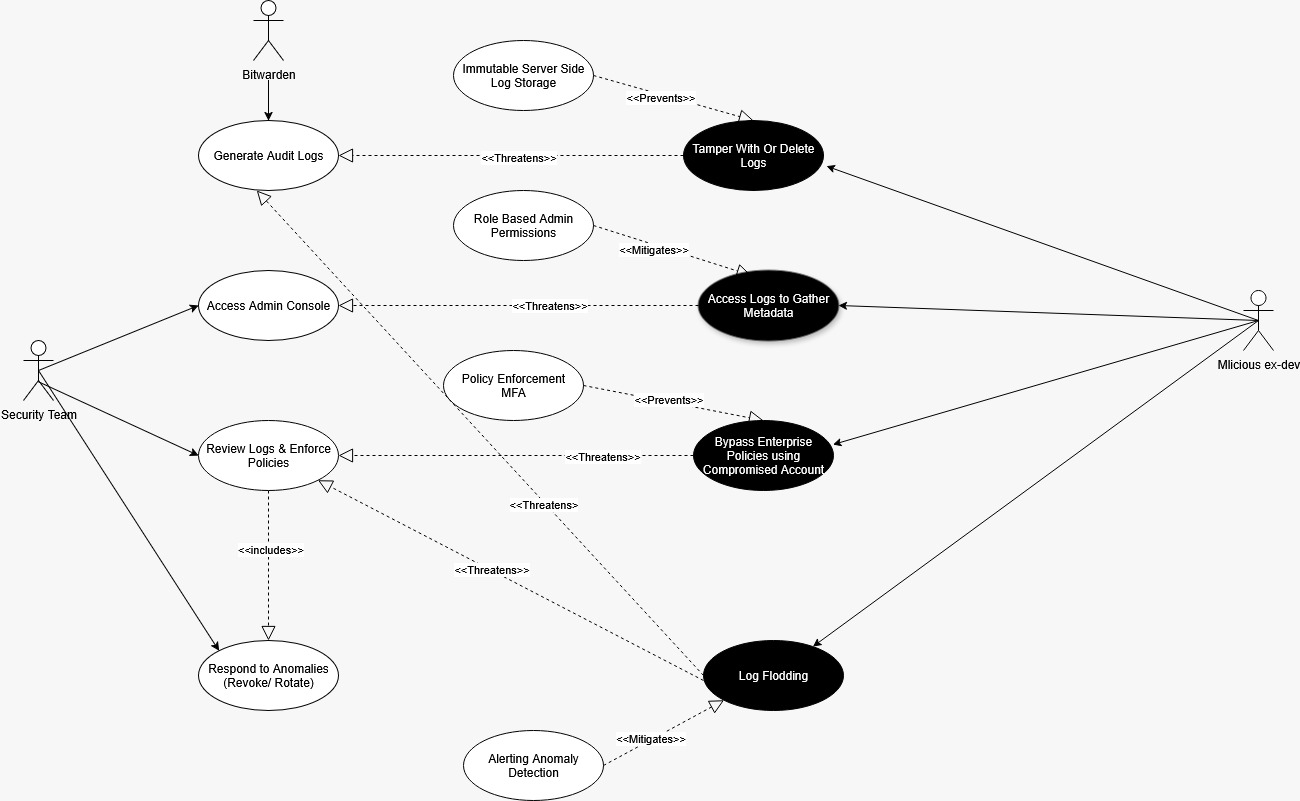 Bitwarden
Immutable Server Side
Log Storage
<<Prevents>>
Generate Audit Logs
<<Threatens>>
Tamper With Or Delete
Logs
Role Based Admin
Permissions
<<Mitigates>>
Access Admin Console
<<Threatens>>
Access Logs to Gather
Metadata
Mlicious ex-dev
Security Team
Policy Enforcement
MFA
<<Prevents>>
Review Logs & Enforce
Policies
<<Threatens>>
Bypass Enterprise
Policies using
Compromised Account
<<Threatens>
<<includes>>
<<Threatens>>
Respond to Anomalies
(Revoke/ Rotate)
Log Flodding
<<Mitigates>>
Alerting Anomaly
Detection